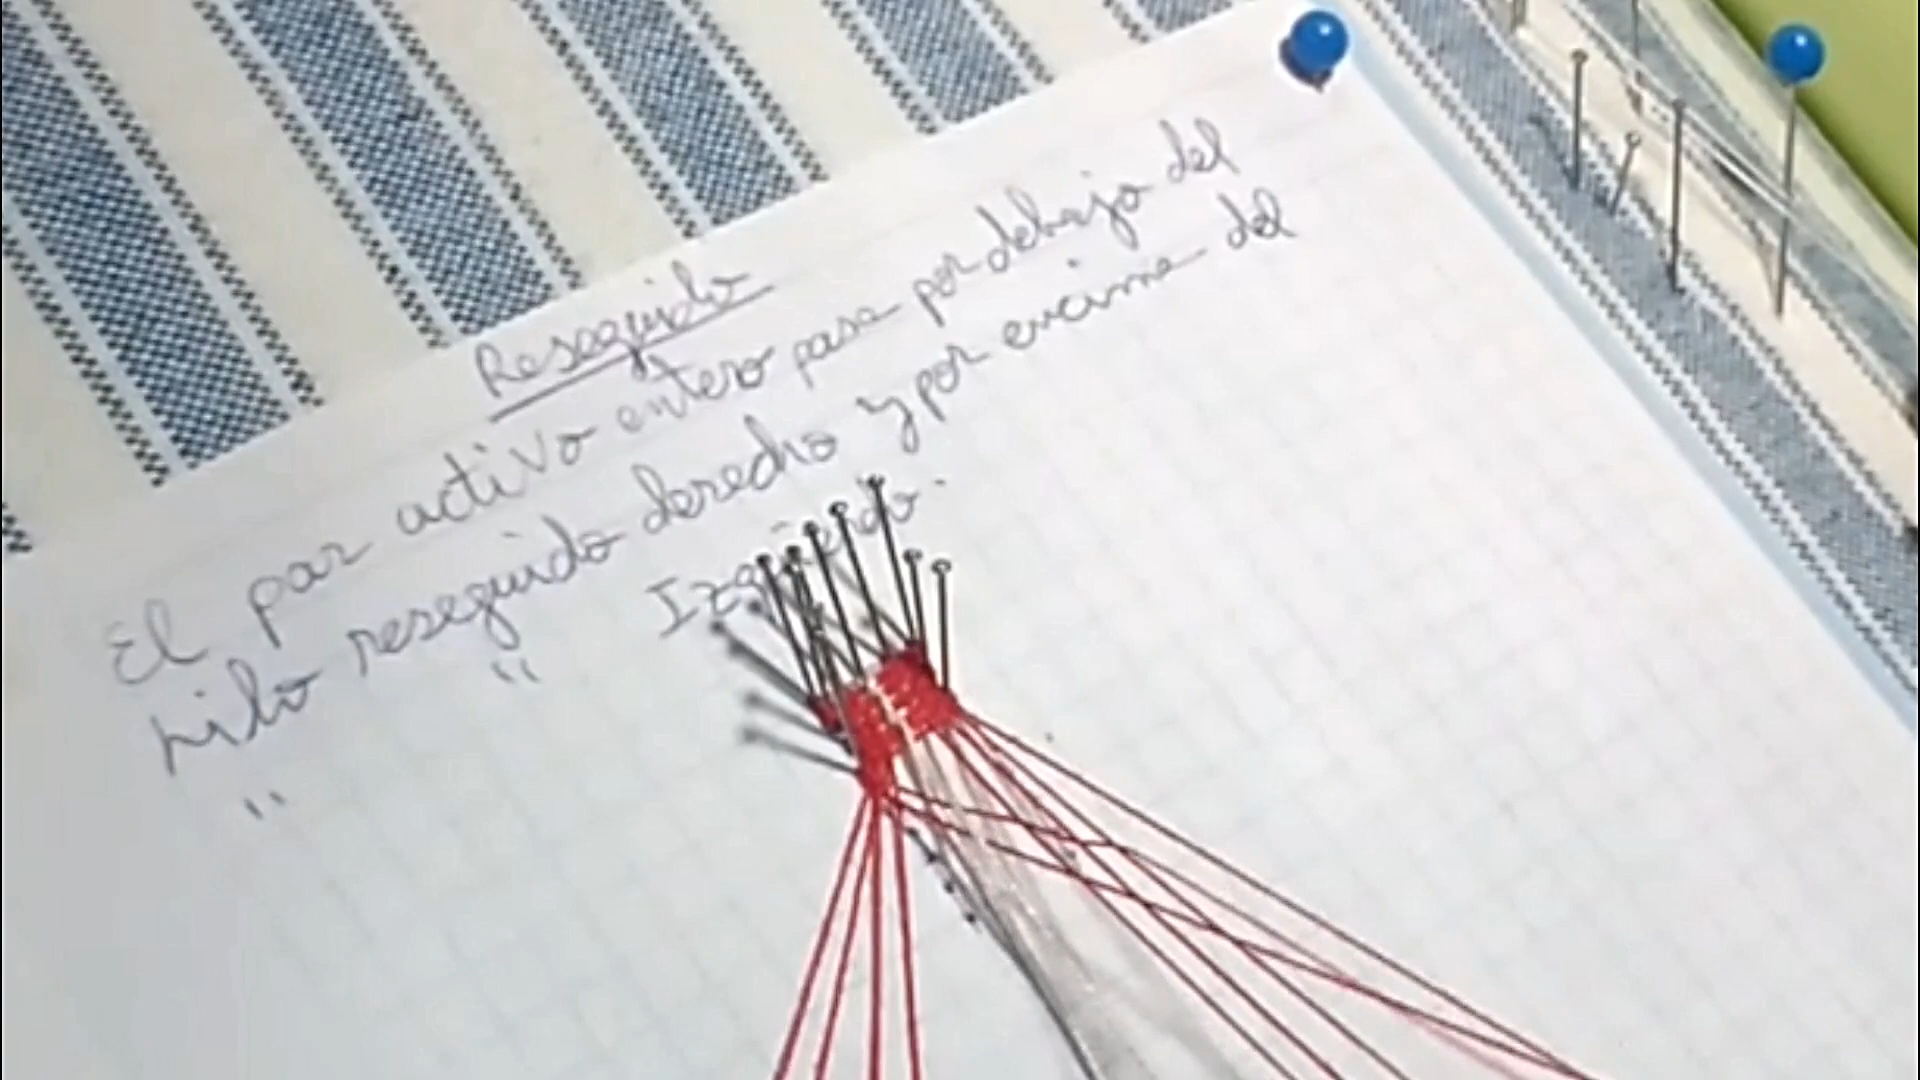 Reseguido
El par activo entero pasa por debajo del
hilo reseguido derecho y por encima del
" " Izquierdo.